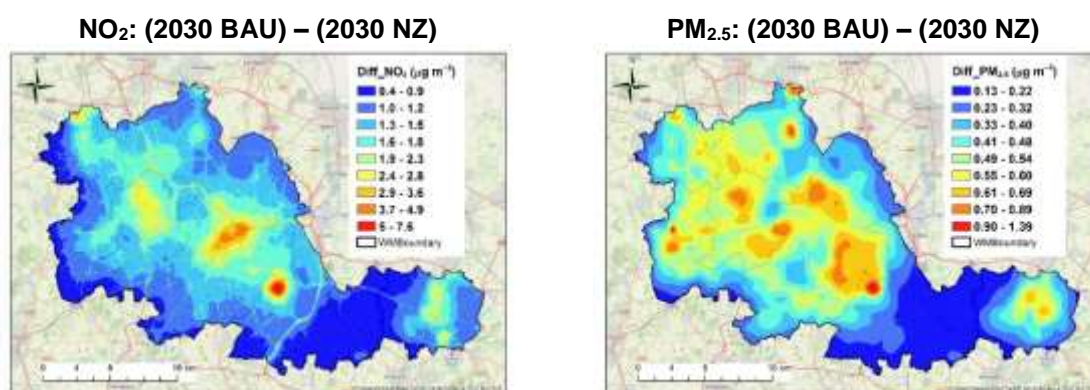 NO₂: (2030 BAU) – (2030 NZ)
Diff_NO₂ (µg m⁻³)
0.4 - 0.9
1.0 - 1.2
1.3 - 1.5
1.6 - 1.8
1.9 - 2.3
2.4 - 2.8
2.9 - 3.6
3.7 - 4.9
5 - 7.6
WMBoundary
PM₂.₅: (2030 BAU) – (2030 NZ)
Diff_PM₂.₅ (µg m⁻³)
0.13 - 0.22
0.23 - 0.32
0.33 - 0.40
0.41 - 0.48
0.49 - 0.54
0.55 - 0.60
0.61 - 0.69
0.70 - 0.89
0.90 - 1.39
WMBoundary